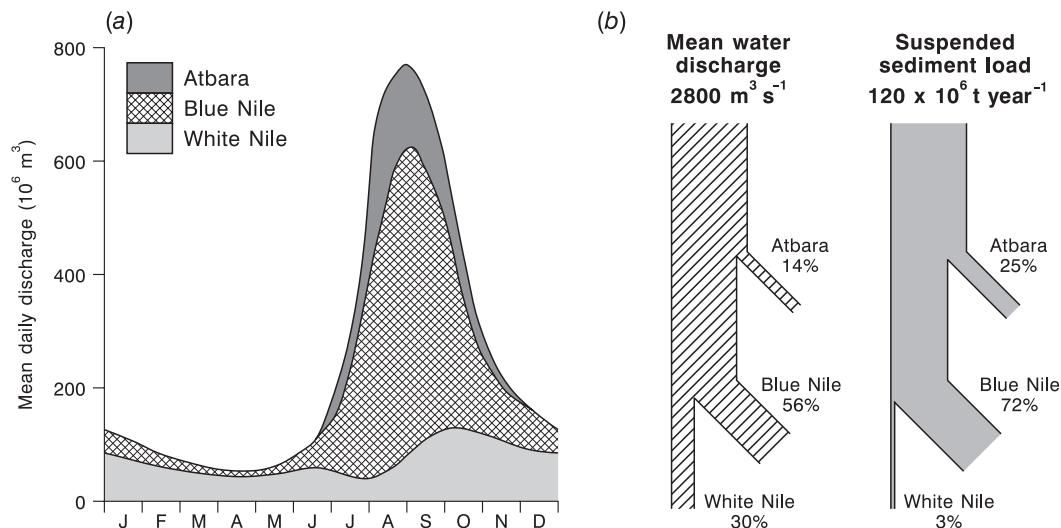 (a)
800
600
400
200
0
Mean daily discharge (10⁶ m³)
Atbara
Blue Nile
White Nile
J F M A M J J A S O N D
(b)
Mean water
discharge
2800 m³ s⁻¹
Atbara
14%
Blue Nile
56%
White Nile
30%
Suspended
sediment load
120 x 10⁶ t year⁻¹
Atbara
25%
Blue Nile
72%
White Nile
3%